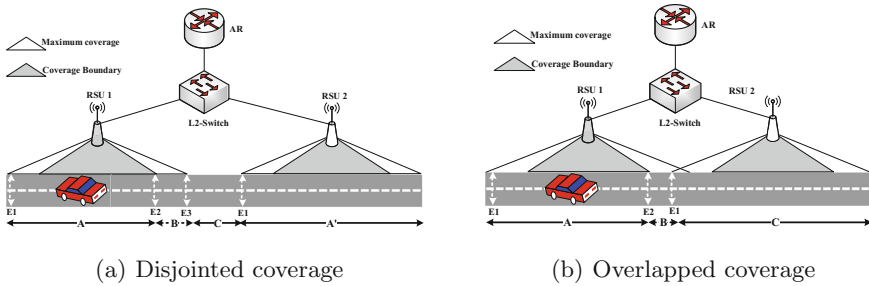 AR
Maximum coverage
Coverage Boundary
RSU 1
RSU 2
L2-Switch
E1
E2
E3
E1
A
B
C
A'
(a) Disjointed coverage
AR
Maximum coverage
Coverage Boundary
RSU 1
RSU 2
L2-Switch
E1
E2
E1
A
B
C
(b) Overlapped coverage